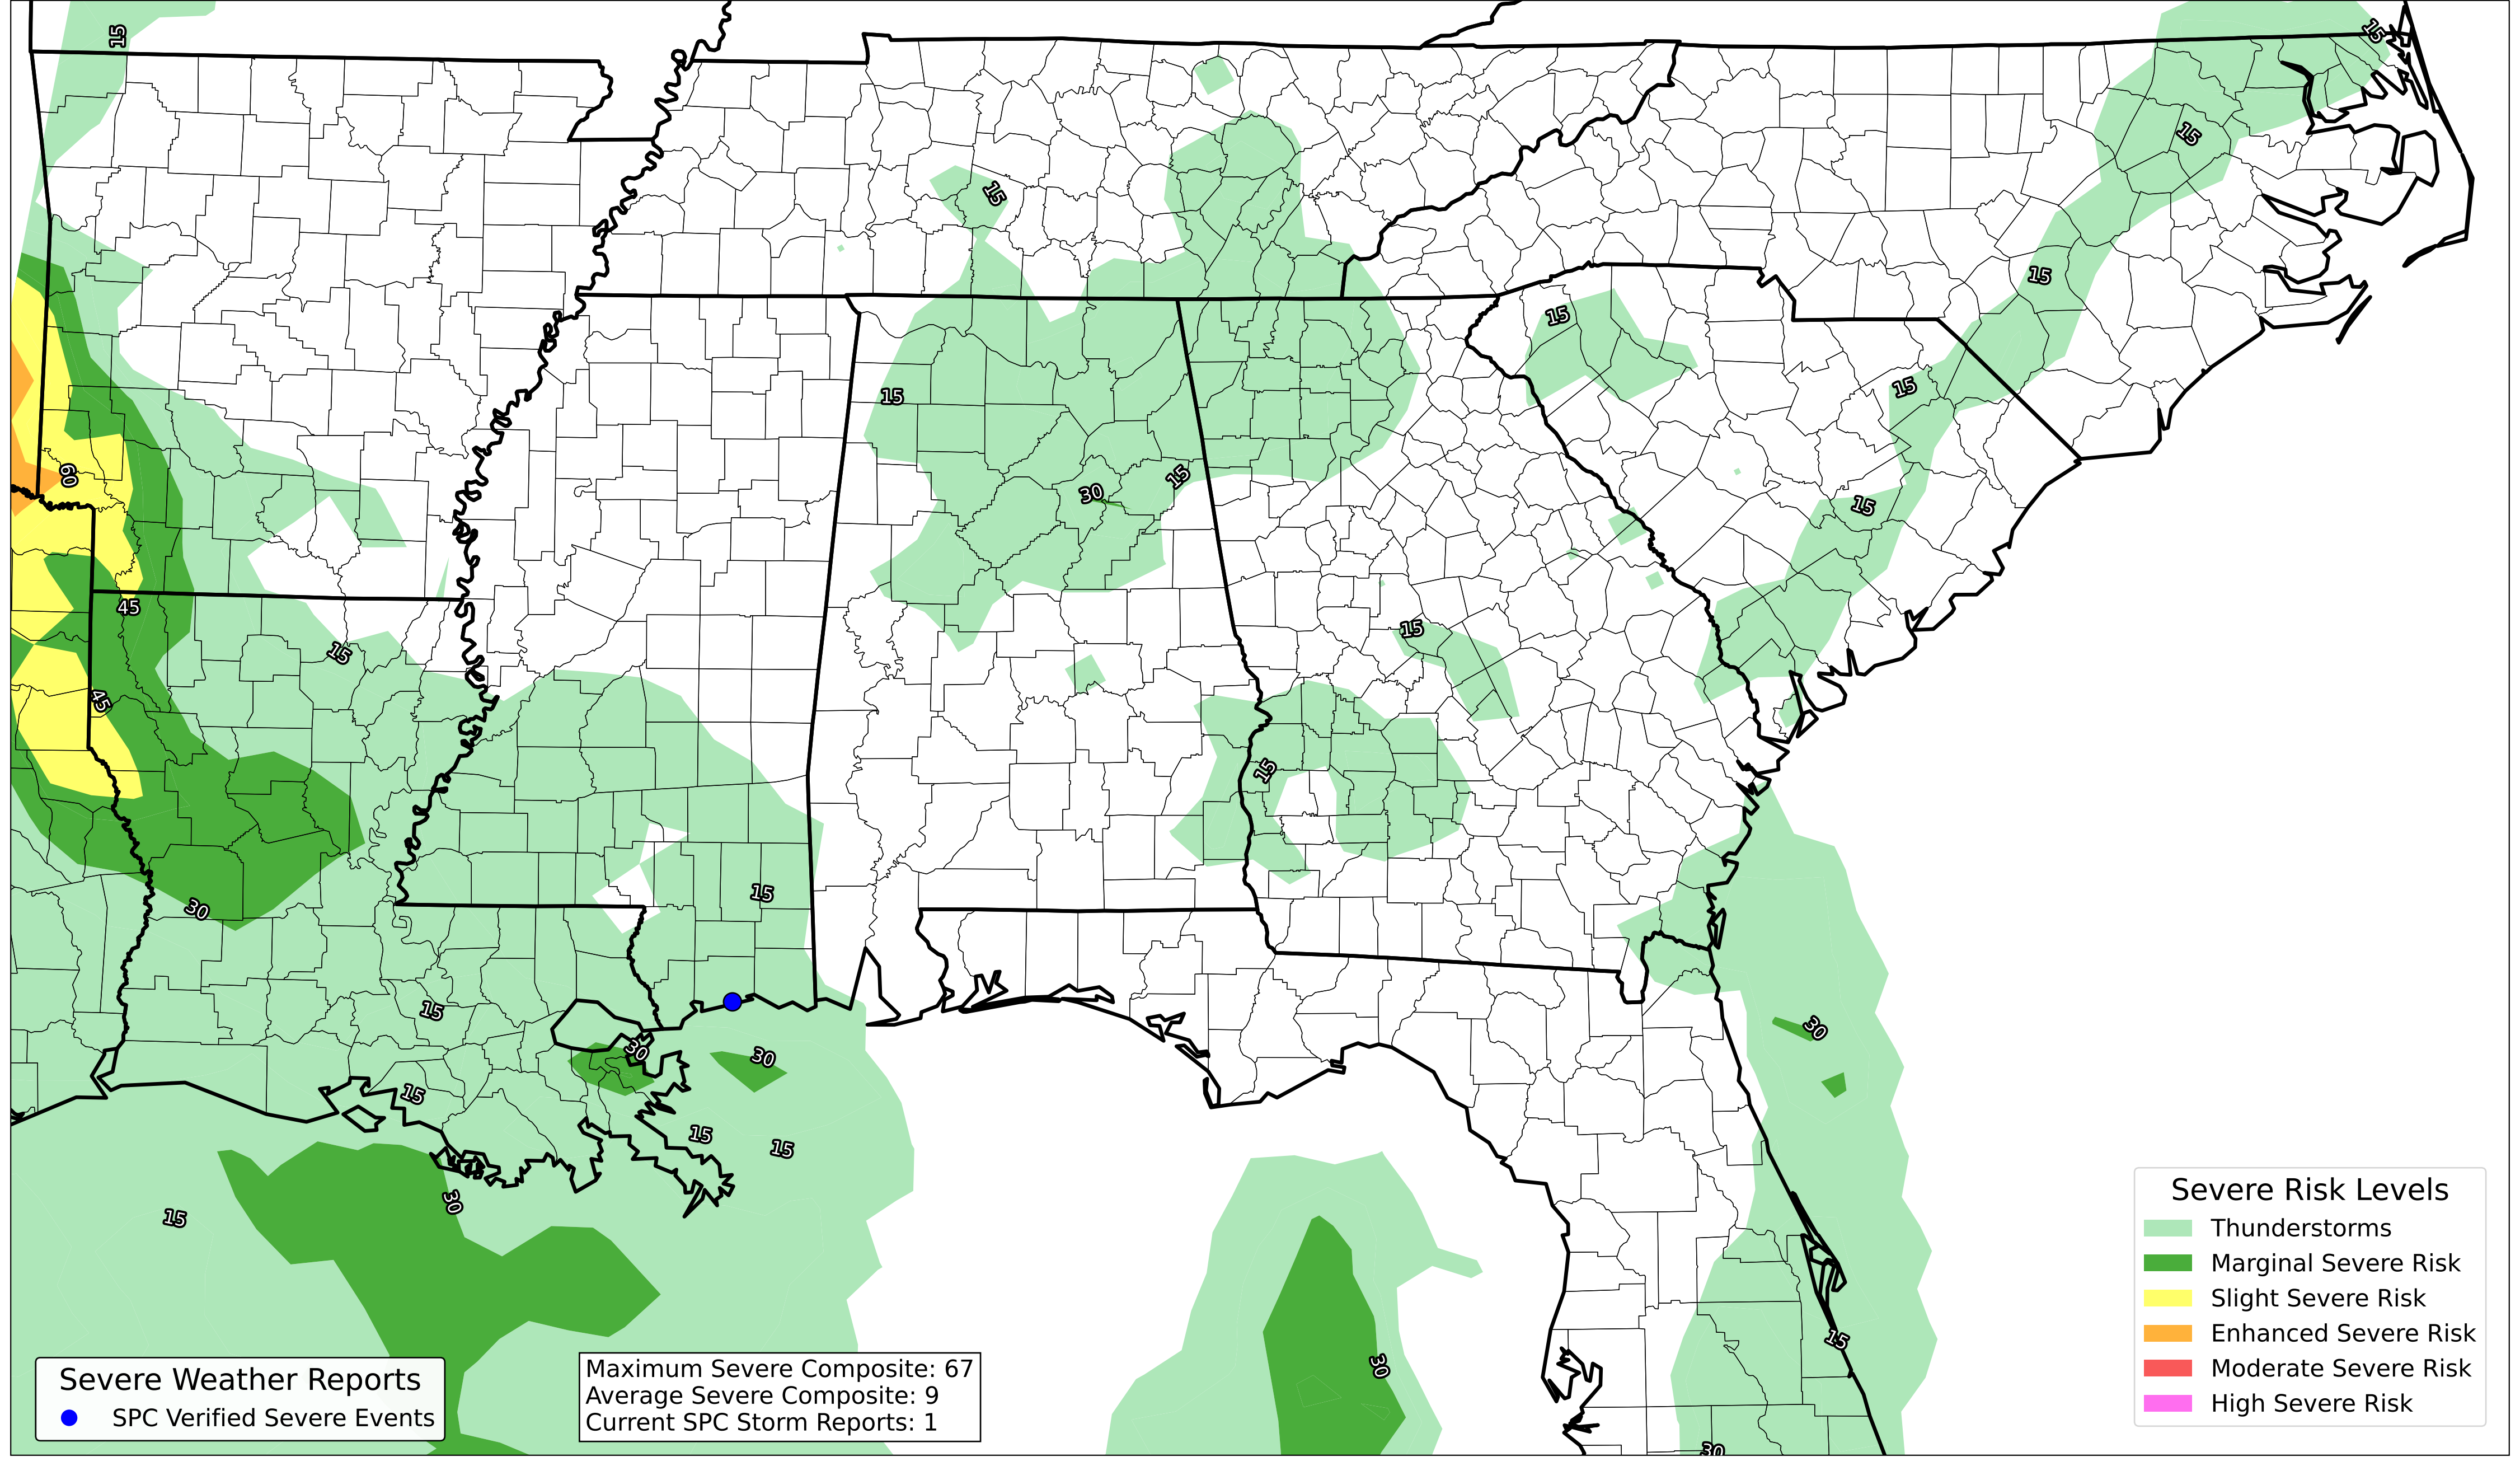 15
15
15
15
15
15
15
15
15
30
60
15
15
45
15
15
45
15
15
30
15
30
30
30
15
15
15
15
30
15
30
15
30
Severe Weather Reports
SPC Verified Severe Events
Maximum Severe Composite: 67
Average Severe Composite: 9
Current SPC Storm Reports: 1
Severe Risk Levels
Thunderstorms
Marginal Severe Risk
Slight Severe Risk
Enhanced Severe Risk
Moderate Severe Risk
High Severe Risk